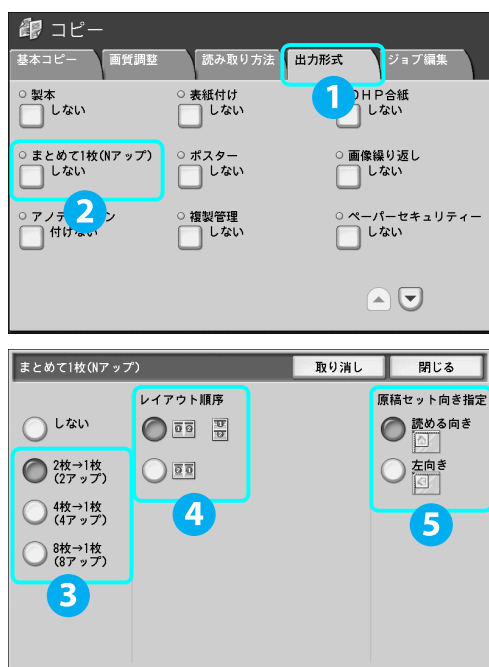 コピー
基本コピー 画質調整 読み取り方法 出力形式 ジョブ編集
製本 表紙付け HP合紙
しない しない しない
1
まとめて1枚(Nアップ) ポスター 画像繰り返し
しない しない しない
2
アノテ ン 複製管理 ペーパーセキュリティー
付けない しない しない
まとめて1枚(Nアップ) 取り消し 閉じる
レイアウト順序 原稿セット向き指定
しない 読める向き
2枚→1枚 左向き
(2アップ)
4枚→1枚
(4アップ)
8枚→1枚
(8アップ)
3
4
5